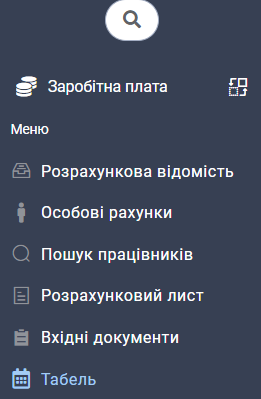 Заробітна плата
Меню
Розрахункова відомість
Особові рахунки
Пошук працівників
Розрахунковий лист
Вхідні документи
Табель